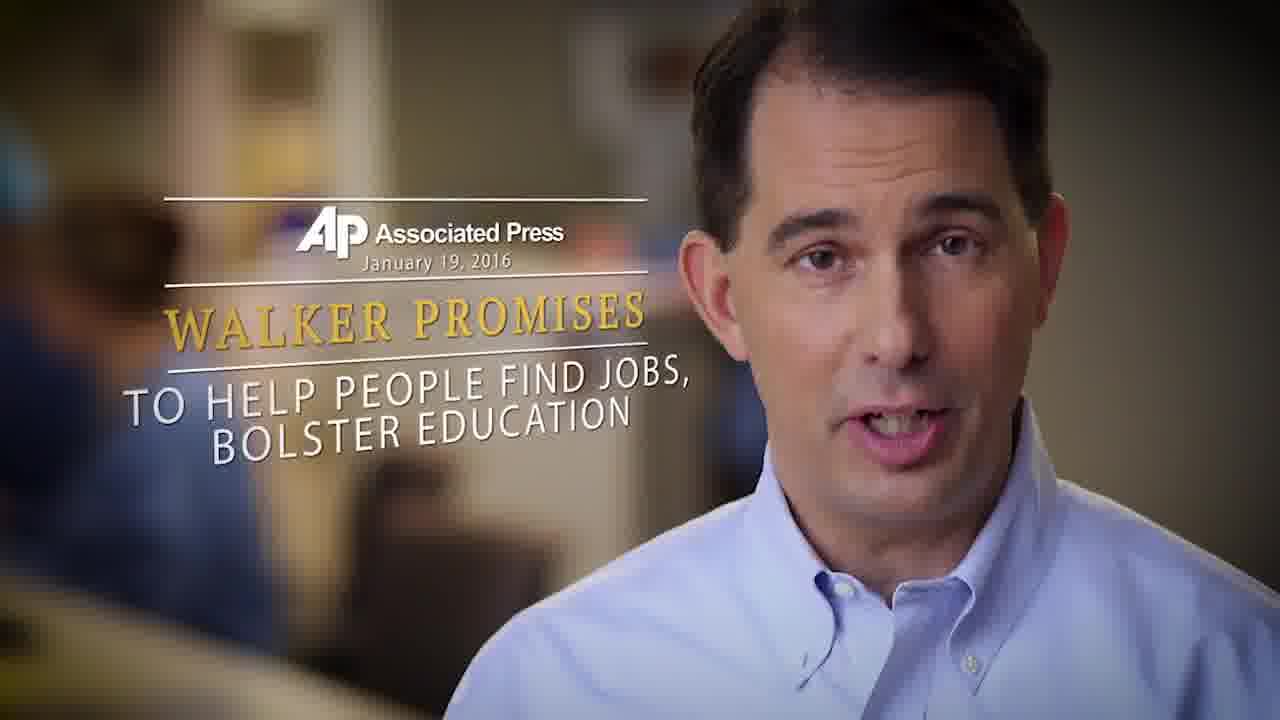 AP Associated Press
January 19, 2016
WALKER PROMISES
TO HELP PEOPLE FIND JOBS,
BOLSTER EDUCATION